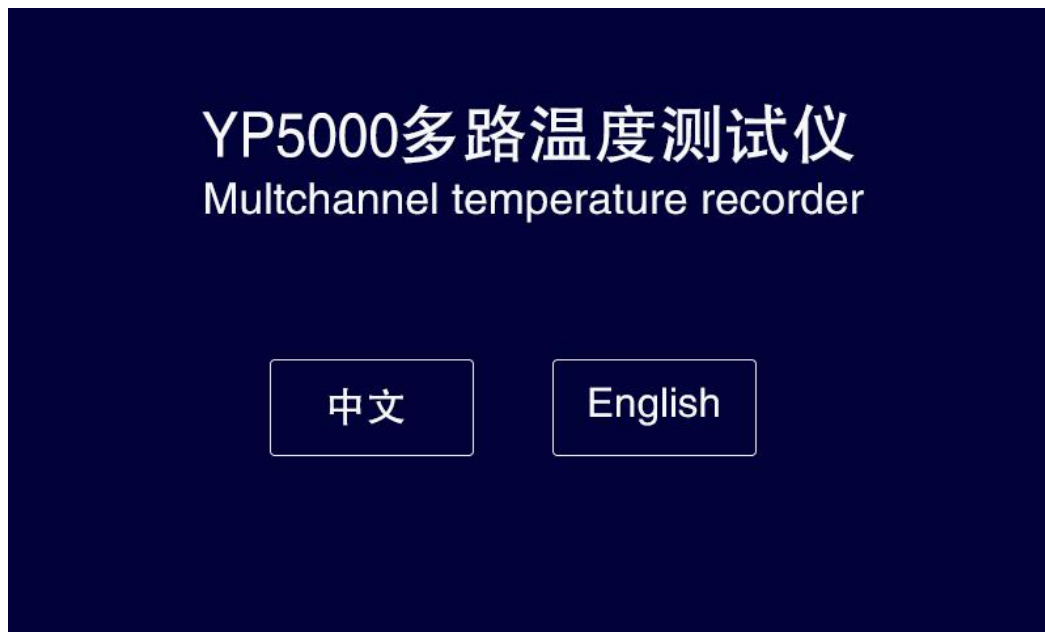 YP5000多路温度测试仪
Multchannel temperature recorder
中文
English